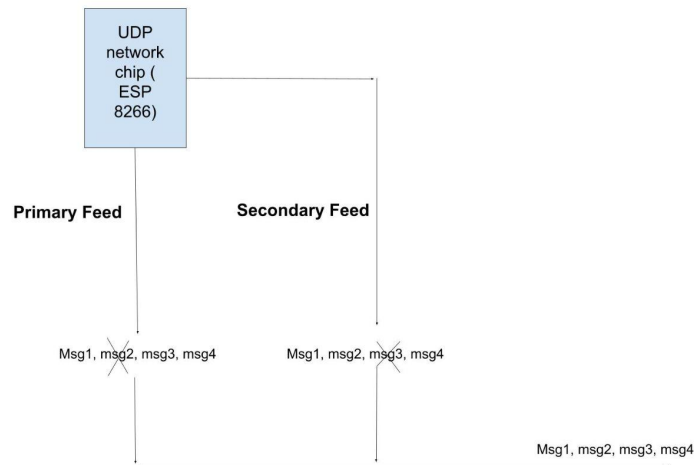 UDP
network
chip (
ESP
8266)
Primary Feed
Secondary Feed
Msg1, msg2, msg3, msg4
Msg1, msg2, msg3, msg4
Msg1, msg2, msg3, msg4